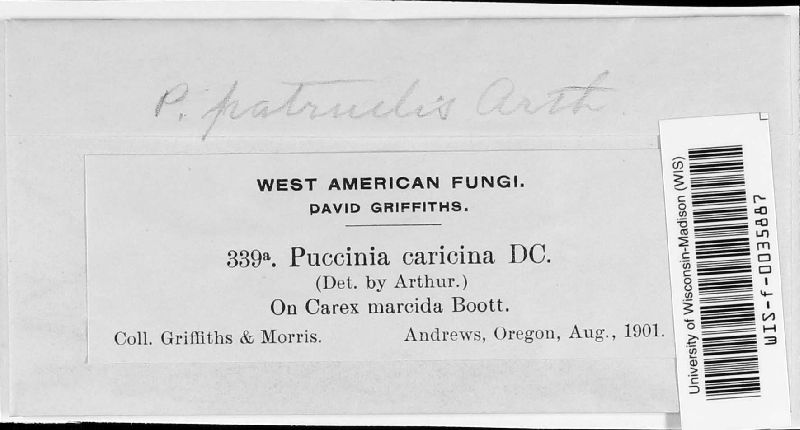 P. patruelis Arth
WEST AMERICAN FUNGI.
DAVID GRIFFITHS.
339ᵃ. Puccinia caricina DC.
(Det. by Arthur.)
On Carex marcida Boott.
Coll. Griffiths & Morris. Andrews, Oregon, Aug., 1901.
University of Wisconsin-Madison (WIS)
WIS-f-0035887